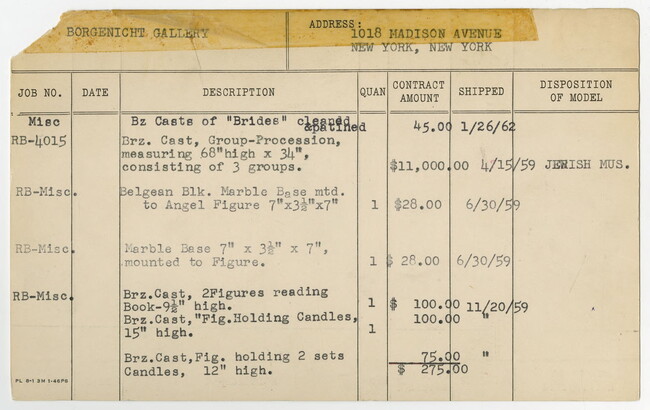 BORGENICHT GALLERY
ADDRESS:
1018 MADISON AVENUE
NEW YORK, NEW YORK
JOB NO. DATE DESCRIPTION QUAN CONTRACT AMOUNT SHIPPED DISPOSITION OF MODEL
Misc Bz Casts of "Brides" cleaned
&patined 45.00 1/26/62
RB-4015 Brz. Cast, Group-Procession,
measuring 68"high x 34",
consisting of 3 groups. $11,000.00 4/15/59 JEWISH MUS.
RB-Misc. Belgean Blk. Marble Base mtd.
to Angel Figure 7"x3½"x7" 1 $28.00 6/30/59
RB-Misc. Marble Base 7" x 3½" x 7",
mounted to Figure. 1 $ 28.00 6/30/59
RB-Misc. Brz.Cast, 2Figures reading
Book-9½" high. 1 $ 100.00 11/20/59
Brz.Cast,"Fig.Holding Candles, 100.00 "
15" high. 1
Brz.Cast,Fig. holding 2 sets 75.00 "
Candles, 12" high. $ 275.00
PL 6-1.3M 1-46PB